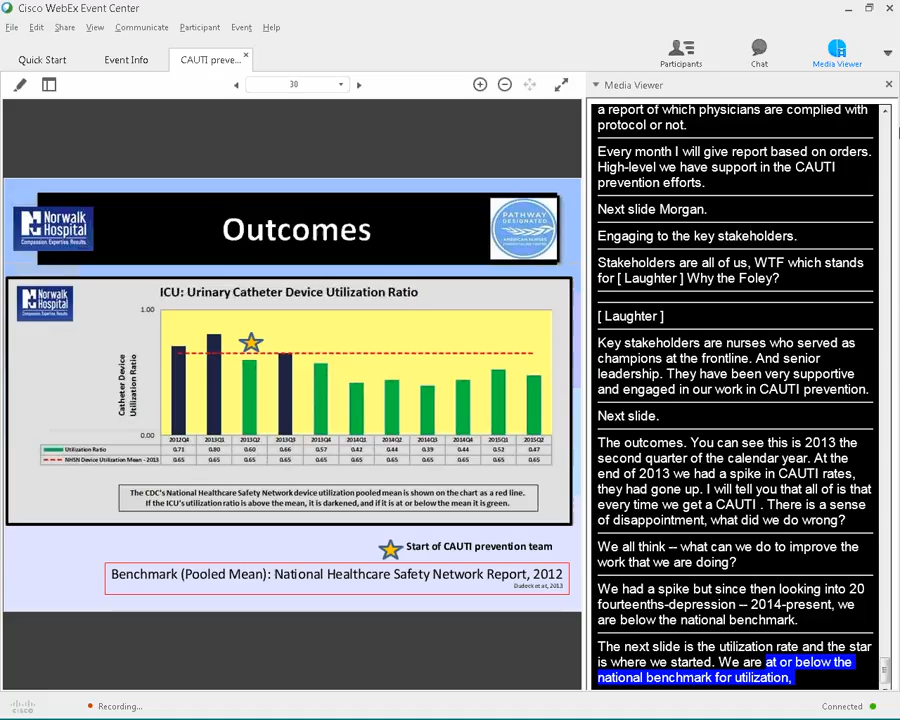 Cisco WebEx Event Center
File Edit Share View Communicate Participant Event Help
Quick Start Event Info CAUTI preve...
Participants Chat Media Viewer
30
Media Viewer
Norwalk
Hospital
Compassion. Expertise. Results.
Outcomes
PATHWAY
DESIGNATED
AMERICAN NURSES
CREDENTIALING CENTER
Norwalk
Hospital
ICU: Urinary Catheter Device Utilization Ratio
1.00
Catheter Device
Utilization Ratio
0.00
2012Q4 2013Q1 2013Q2 2013Q3 2013Q4 2014Q1 2014Q2 2014Q3 2014Q4 2015Q1 2015Q2
Utilization Ratio 0.71 0.80 0.60 0.66 0.57 0.42 0.44 0.39 0.44 0.52 0.47
NHSN Device Utilization Mean - 2013 0.65 0.65 0.65 0.65 0.65 0.65 0.65 0.65 0.65 0.65 0.65
The CDC's National Healthcare Safety Network device utilization pooled mean is shown on the chart as a red line.
If the ICU's utilization ratio is above the mean, it is darkened, and if it is at or below the mean it is green.
Start of CAUTI prevention team
Benchmark (Pooled Mean): National Healthcare Safety Network Report, 2012
Dudeck et at, 2013
a report of which physicians are complied with
protocol or not.
Every month I will give report based on orders.
High-level we have support in the CAUTI
prevention efforts.
Next slide Morgan.
Engaging to the key stakeholders.
Stakeholders are all of us, WTF which stands
for [ Laughter ] Why the Foley?
[ Laughter ]
Key stakeholders are nurses who served as
champions at the frontline. And senior
leadership. They have been very supportive
and engaged in our work in CAUTI prevention.
Next slide.
The outcomes. You can see this is 2013 the
second quarter of the calendar year. At the
end of 2013 we had a spike in CAUTI rates,
they had gone up. I will tell you that all of is that
every time we get a CAUTI . There is a sense
of disappointment, what did we do wrong?
We all think -- what can we do to improve the
work that we are doing?
We had a spike but since then looking into 20
fourteenths-depression -- 2014-present, we
are below the national benchmark.
The next slide is the utilization rate and the star
is where we started. We are at or below the
national benchmark for utilization,
cisco
Recording...
Connected